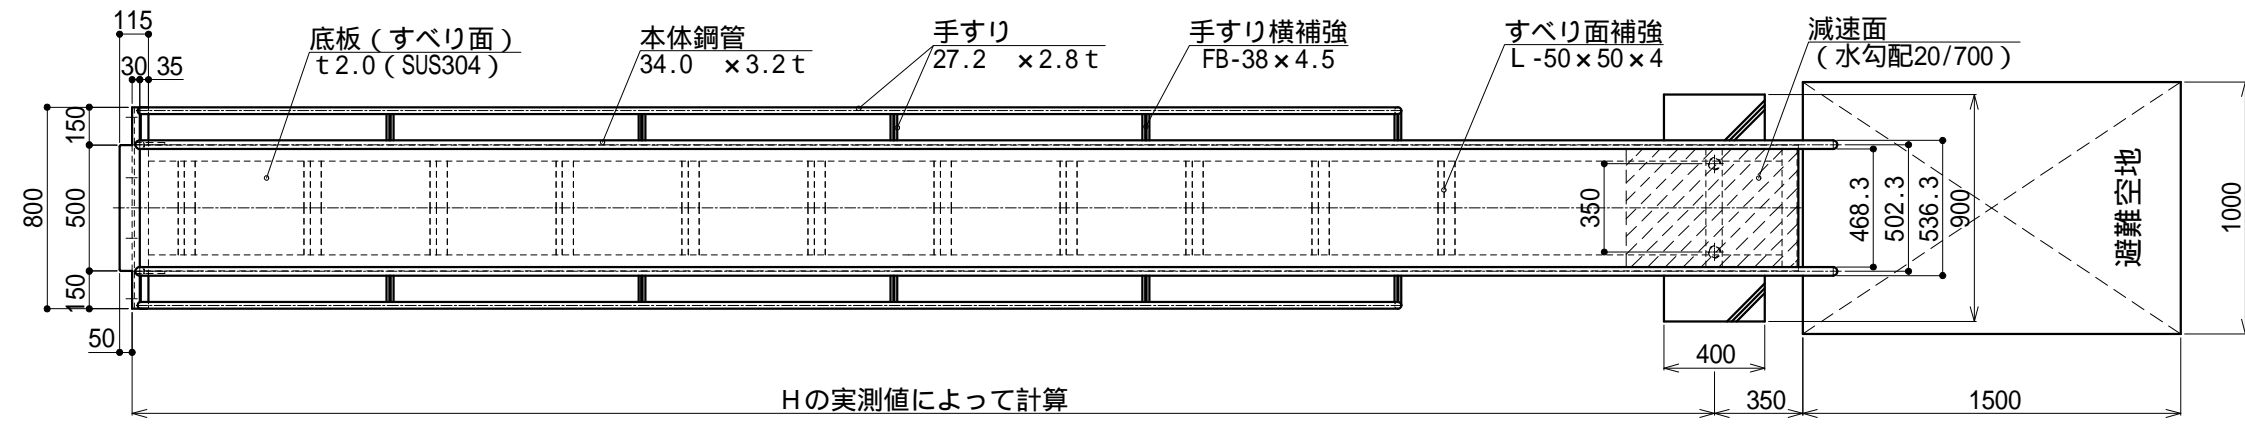 115
30
35
底板（すべり面）
ｔ2.0（SUS304）
本体鋼管
34.0　×3.2ｔ
手すり
27.2　×2.8ｔ
手すり横補強
FB-38×4.5
すべり面補強
L-50×50×4
減速面
（水勾配20/700）
800
150
500
150
50
350
468.3
502.3
536.3
900
避難空地
1000
400
Hの実測値によって計算
350
1500